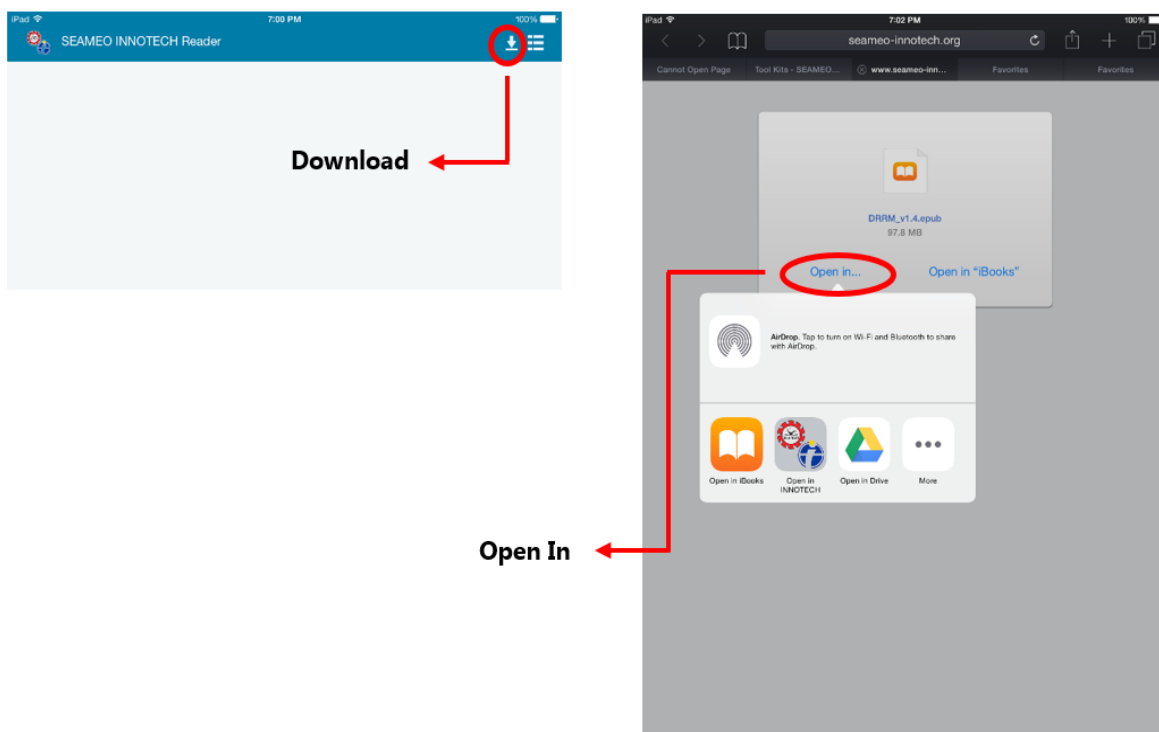 iPad 7:00 PM 100%
SEAMEO INNOTECH Reader
Download
iPad 7:02 PM 100%
seameo-innotech.org
Cannot Open Page Tool Kits - SEAMEO... www.seameo-inn... Favorites Favorites
DRRM_v1.4.epub
97.8 MB
Open in... Open in "iBooks"
AirDrop. Tap to turn on Wi-Fi and Bluetooth to share
with AirDrop.
Open in iBooks Open in Open in Drive More
INNOTECH
Open In